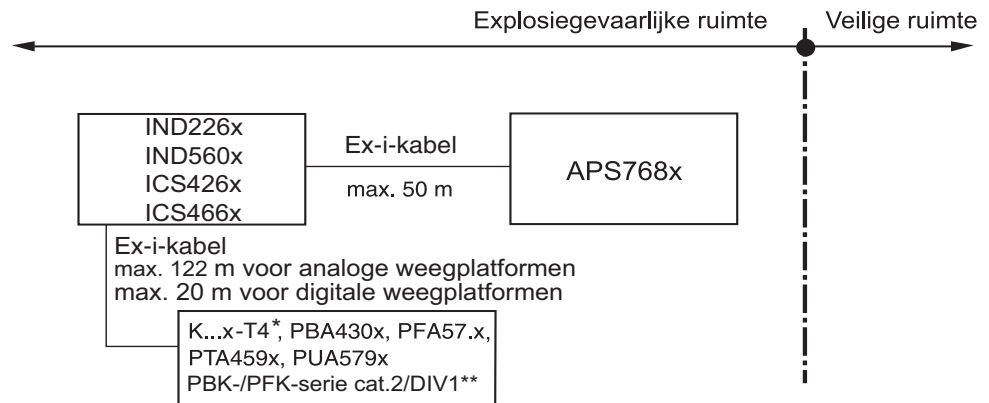 Explosiegevaarlijke ruimte
Veilige ruimte
IND226x
IND560x
ICS426x
ICS466x
Ex-i-kabel
max. 50 m
APS768x
Ex-i-kabel
max. 122 m voor analoge weegplatformen
max. 20 m voor digitale weegplatformen
K...x-T4*, PBA430x, PFA57.x,
PTA459x, PUA579x
PBK-/PFK-serie cat.2/DIV1**